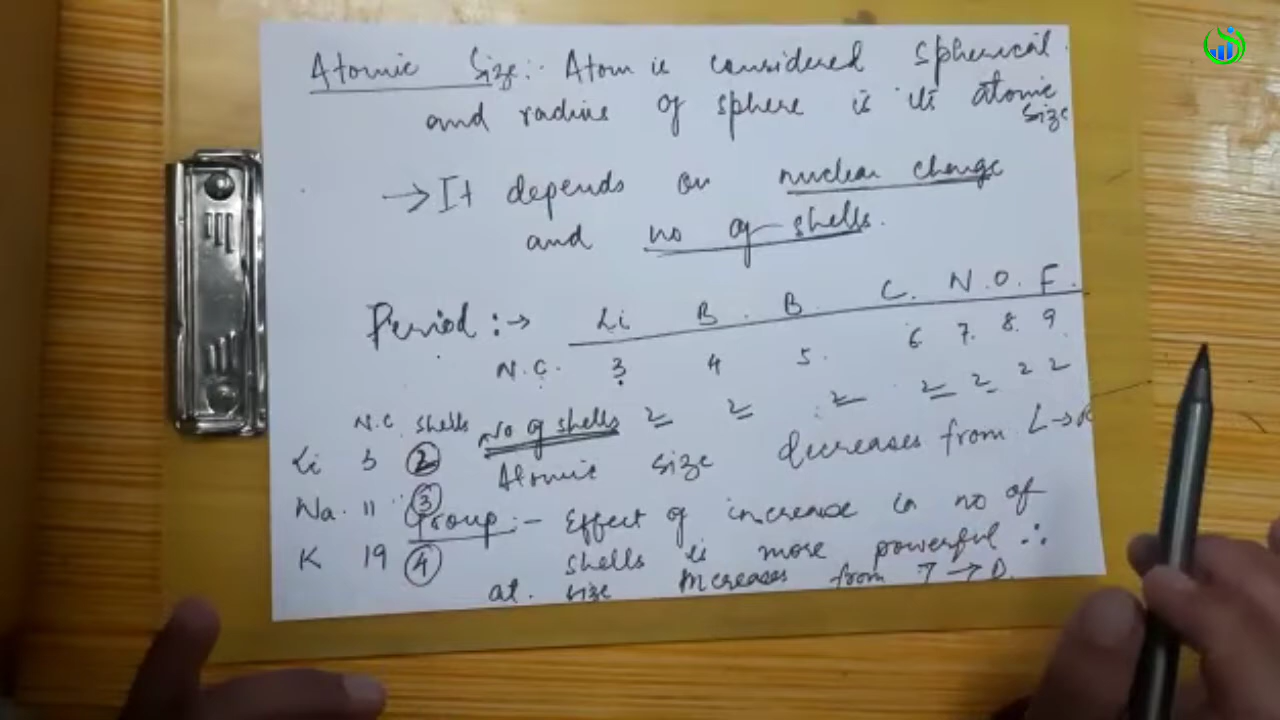 Atomic Size:- Atom is considered spherical.
and radius of sphere is its atomic
size
→ It depends on nuclear charge
and no of shells.
Period :→ Li B. B. C. N. O. F.
N.C. 3 4 5. 6 7. 8. 9.
N.C. shells No of shells 2 2 2 2 2 2 2
Li 3 2 Atomic size decreases from L→R
Na. 11 3 Group:- Effect of increase in no of
K 19 4 shells is more powerful ∴
at. size increases from T→D.